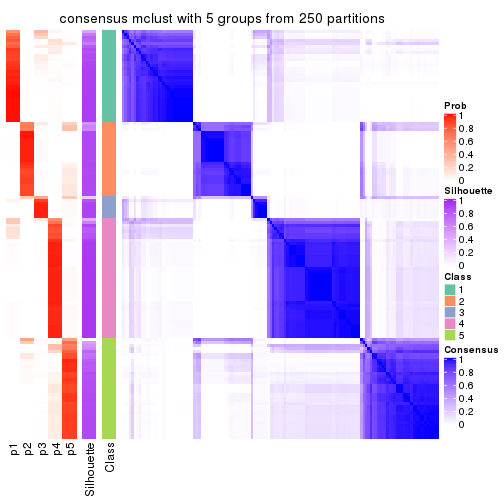 consensus mclust with 5 groups from 250 partitions
Prob
1
0.8
0.6
0.4
0.2
0
Silhouette
1
0.8
0.6
0.4
0.2
0
Class
1
2
3
4
5
Consensus
1
0.8
0.6
0.4
0.2
0
p1
p2
p3
p4
p5
Silhouette
Class